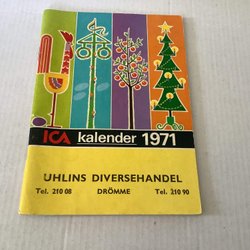 ICA kalender 1971
UHLINS DIVERSEHANDEL
Tel. 210 08 DRÖMME Tel. 210 90